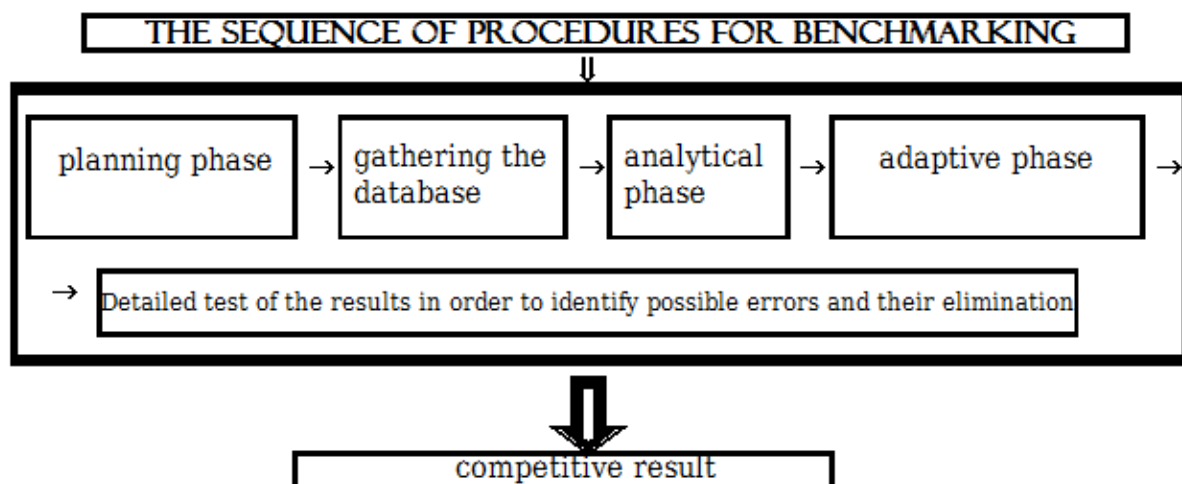 THE SEQUENCE OF PROCEDURES FOR BENCHMARKING
planning phase
gathering the
database
analytical
phase
adaptive phase
Detailed test of the results in order to identify possible errors and their elimination
competitive result